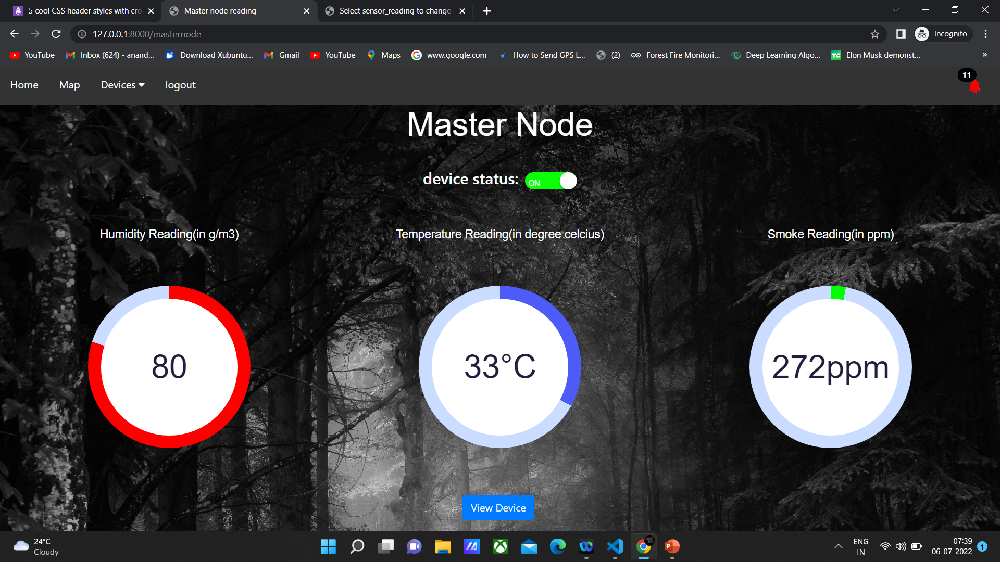 5 cool CSS header styles with cro
Master node reading
Select sensor_reading to change
127.0.0.1:8000/masternode
Incognito
YouTube
Inbox (624) - anand...
Download Xubuntu...
Gmail
YouTube
Maps
www.google.com
How to Send GPS L...
(2)
Forest Fire Monitori...
Deep Learning Algo...
TC
Elon Musk demonst...
»
Home
Map
Devices
logout
11
Master Node
device status:
ON
Humidity Reading(in g/m3)
Temperature Reading(in degree celcius)
Smoke Reading(in ppm)
80
33°C
272ppm
View Device
24°C
Cloudy
ENG
IN
07:39
06-07-2022
1